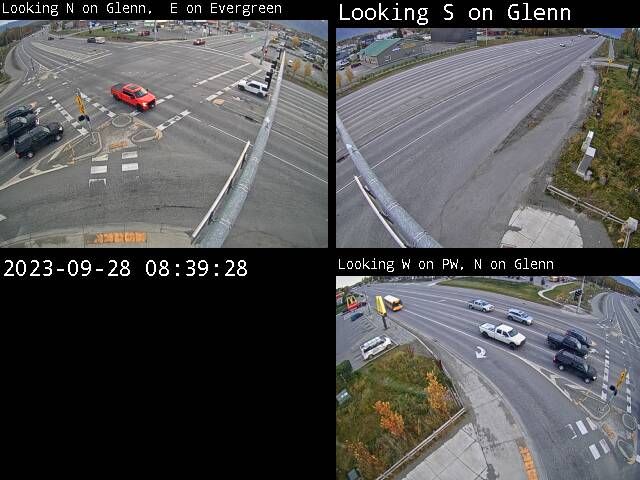 Looking N on Glenn, E on Evergreen
Looking S on Glenn
2023-09-28 08:39:28
Looking W on PW, N on Glenn